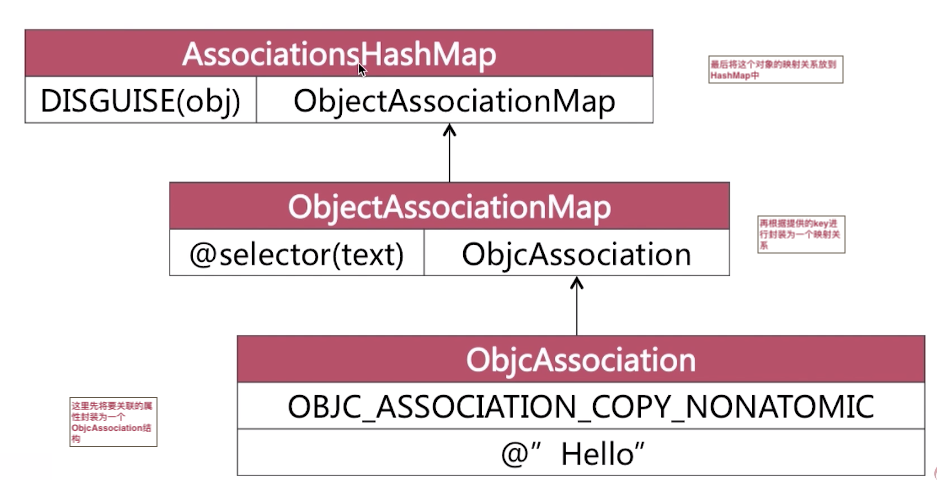 AssociationsHashMap
DISGUISE(obj) ObjectAssociationMap
最后将这个对象的映射关系放到
HashMap中
ObjectAssociationMap
@selector(text) ObjcAssociation
再根据提供的key进
行封装为一个映射关
系
ObjcAssociation
OBJC_ASSOCIATION_COPY_NONATOMIC
@” Hello”
这里先将要关联的属
性封装为一个
ObjcAssociation结
构